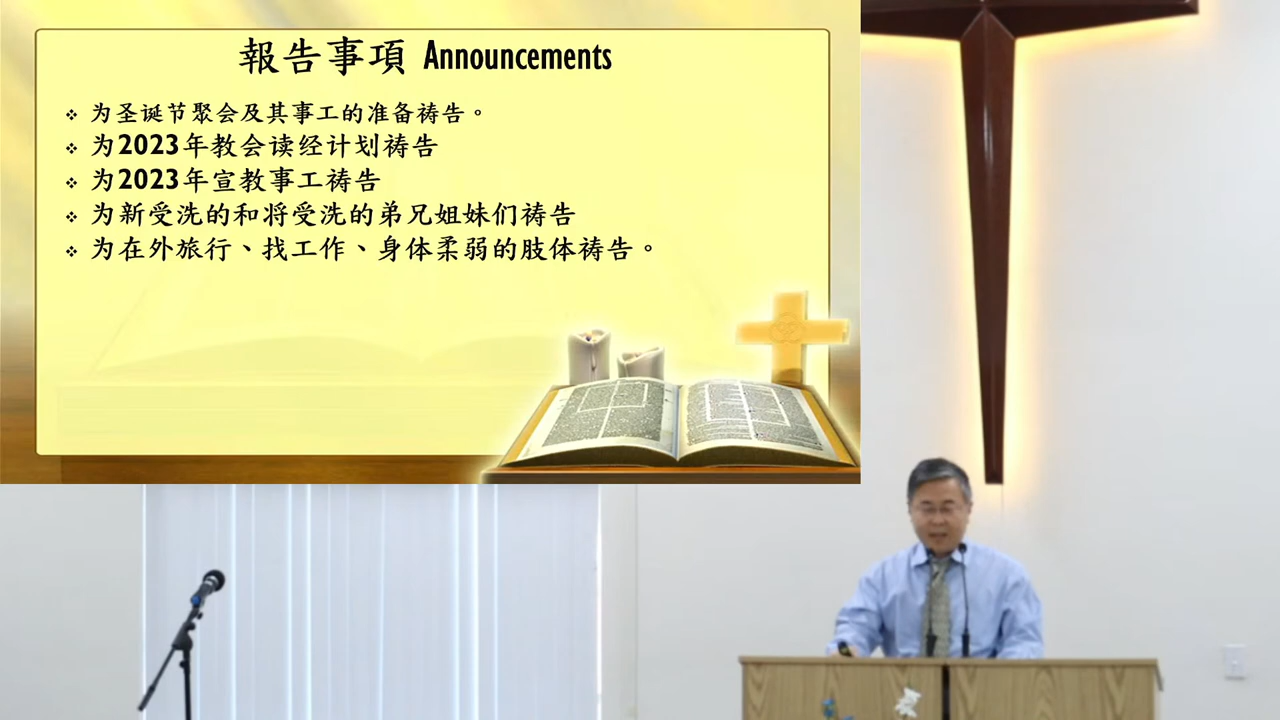 報告事項 Announcements
❖ 为圣诞节聚会及其事工的准备祷告。
❖ 为2023年教会读经计划祷告
❖ 为2023年宣教事工祷告
❖ 为新受洗的和将受洗的弟兄姐妹们祷告
❖ 为在外旅行、找工作、身体柔弱的肢体祷告。